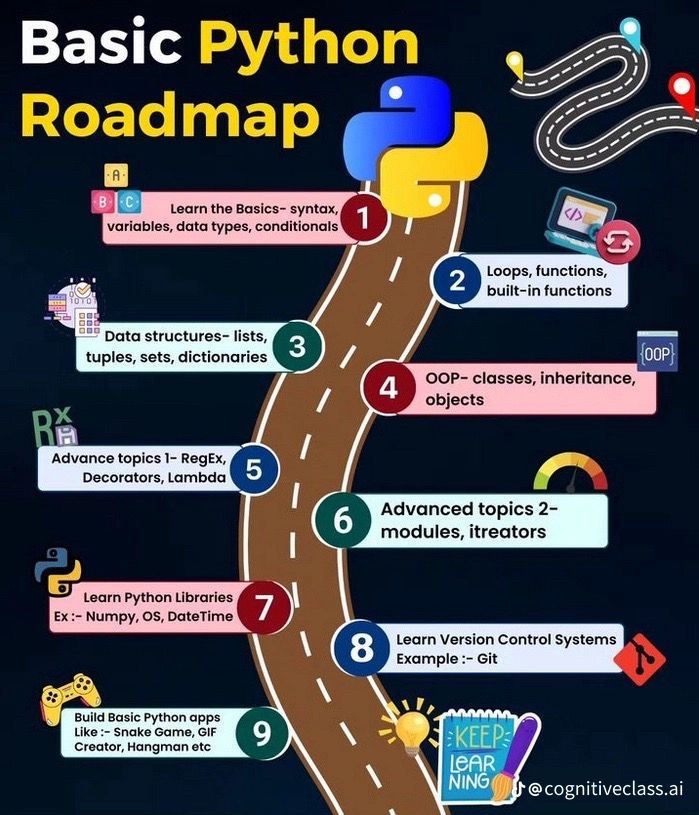 Basic Python
Roadmap
A
B C
Learn the Basics- syntax,
variables, data types, conditionals
1
2
Loops, functions,
built-in functions
Data structures- lists,
tuples, sets, dictionaries
3
4
OOP- classes, inheritance,
objects
{OOP}
Rx
Advance topics 1- RegEx,
Decorators, Lambda
5
6
Advanced topics 2-
modules, itreators
Learn Python Libraries
Ex :- Numpy, OS, DateTime
7
8
Learn Version Control Systems
Example :- Git
Build Basic Python apps
Like :- Snake Game, GIF
Creator, Hangman etc
9
KEEP
LEAR
NING
@cognitiveclass.ai